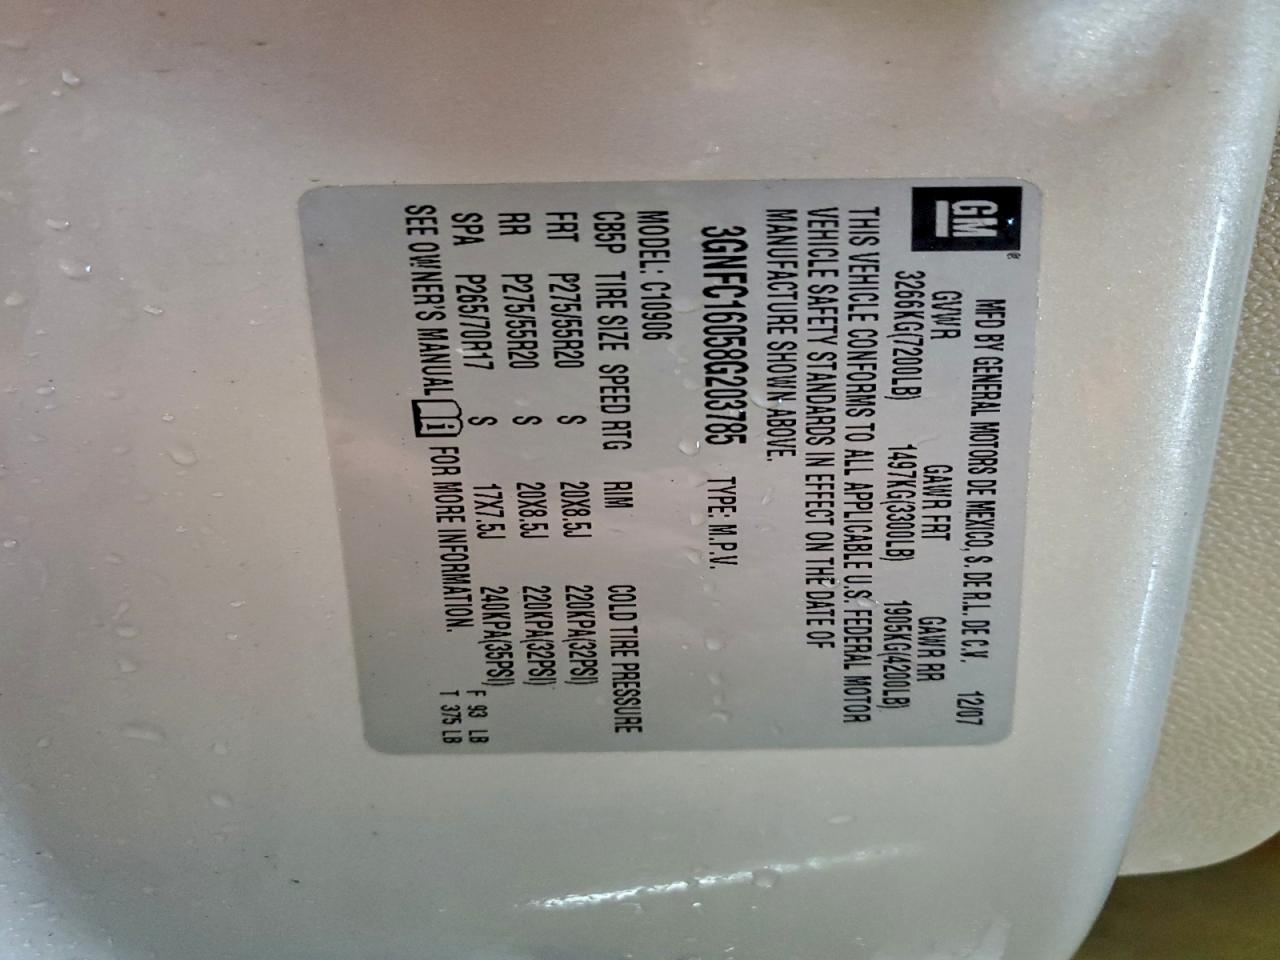 GM®
MFD BY GENERAL MOTORS DE MEXICO, S. DE R.L. DE C.V. 12/07
GVWR GAWR FRT GAWR RR
3266KG(7200LB) 1497KG(3300LB) 1905KG(4200LB)
THIS VEHICLE CONFORMS TO ALL APPLICABLE U.S. FEDERAL MOTOR
VEHICLE SAFETY STANDARDS IN EFFECT ON THE DATE OF
MANUFACTURE SHOWN ABOVE.
3GNFC16058G203785 TYPE: M.P.V.
MODEL: C10906
CB5P TIRE SIZE SPEED RTG RIM COLD TIRE PRESSURE
FRT P275/55R20 S 20X8.5J 220KPA(32PSI)
RR P275/55R20 S 20X8.5J 220KPA(32PSI)
SPA P265/70R17 S 17X7.5J 240KPA(35PSI)
SEE OWNER'S MANUAL i FOR MORE INFORMATION.
F 93 LB
T 375 LB